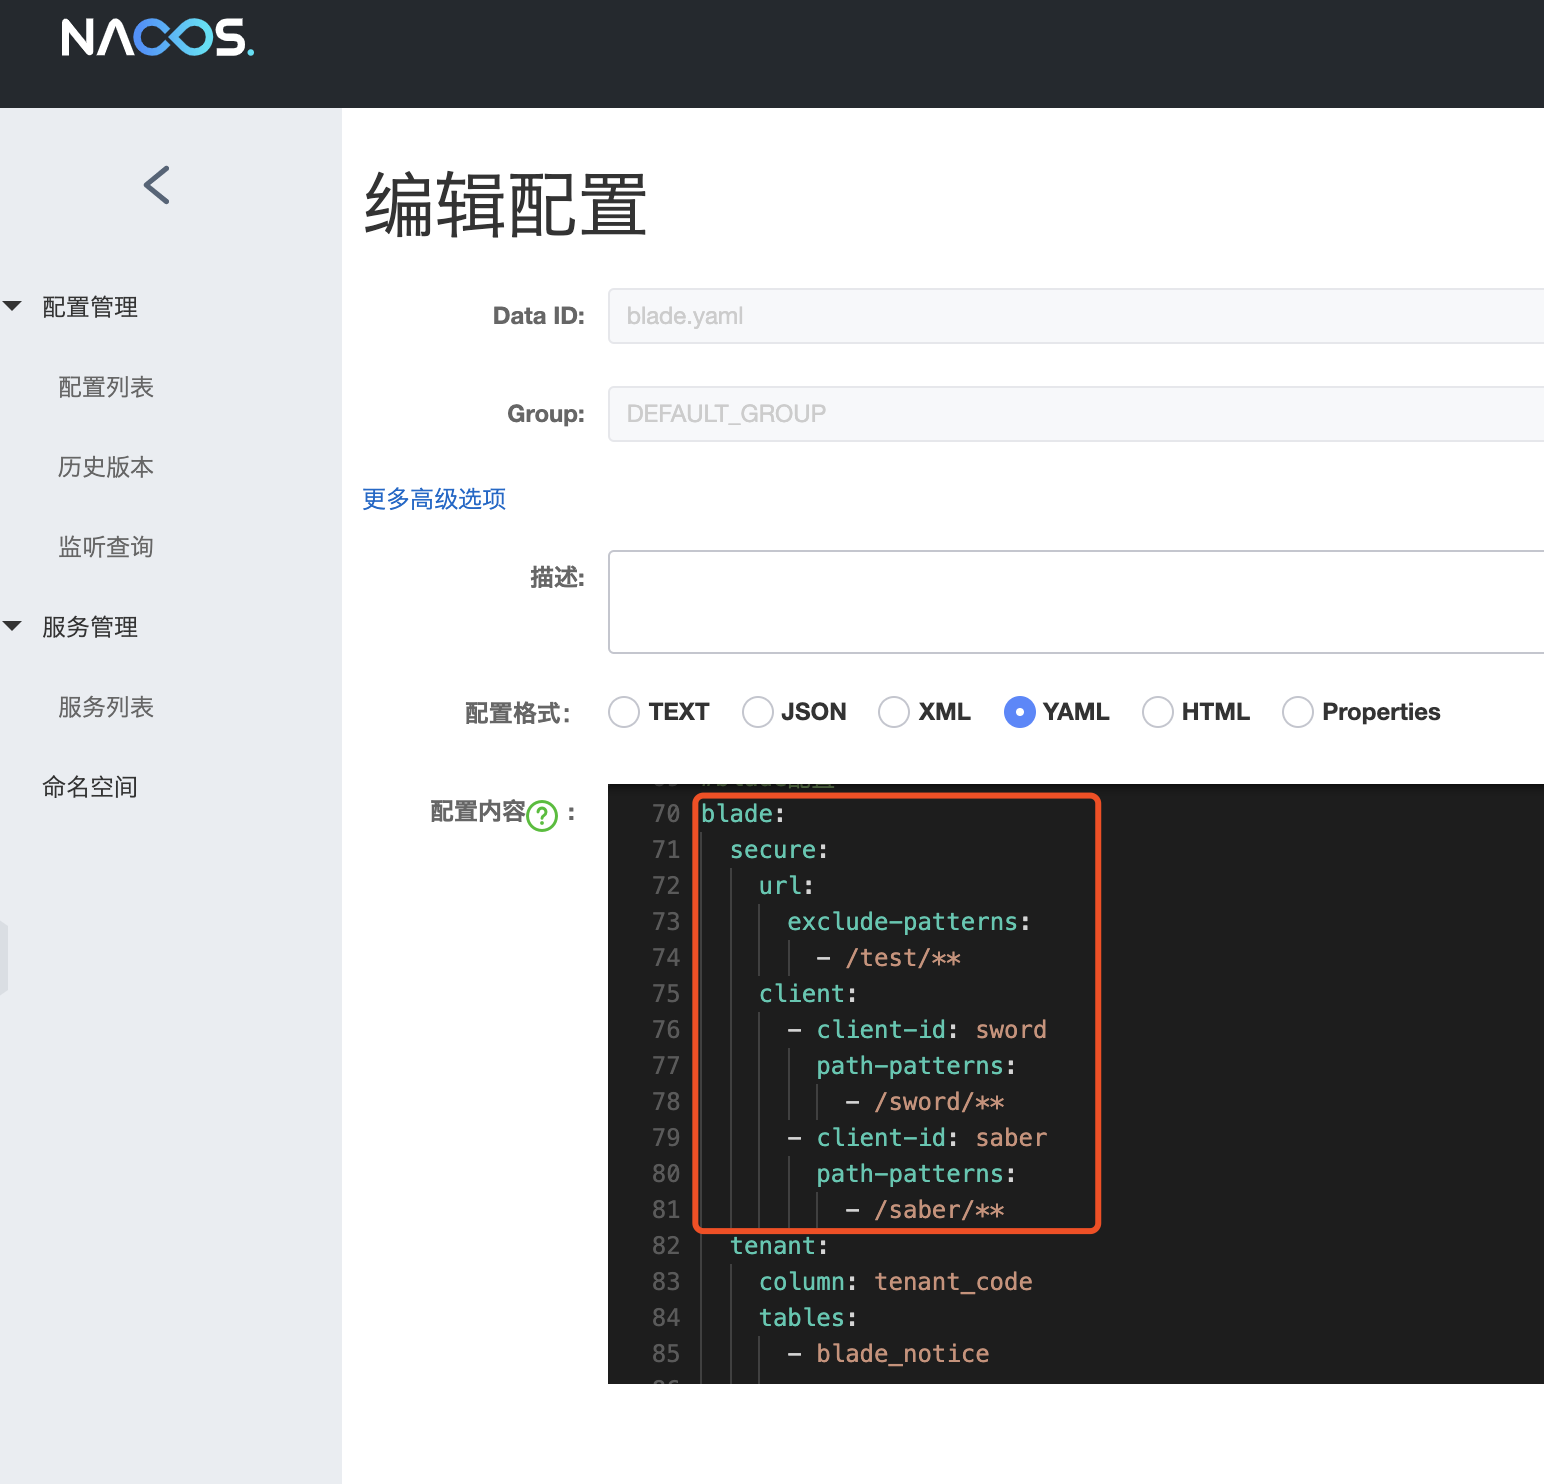 NACOS.
编辑配置
配置管理
配置列表
历史版本
监听查询
服务管理
服务列表
命名空间
Data ID: blade.yaml
Group: DEFAULT_GROUP
更多高级选项
描述:
配置格式: TEXT JSON XML YAML HTML Properties
配置内容? :
70 blade:
71 secure:
72 url:
73 exclude-patterns:
74 - /test/**
75 client:
76 - client-id: sword
77 path-patterns:
78 - /sword/**
79 - client-id: saber
80 path-patterns:
81 - /saber/**
82 tenant:
83 column: tenant_code
84 tables:
85 - blade_notice